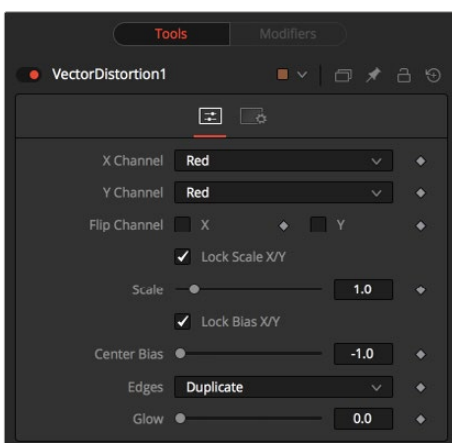 Tools Modifiers
VectorDistortion1
X Channel Red
Y Channel Red
Flip Channel X Y
Lock Scale X/Y
Scale 1.0
Lock Bias X/Y
Center Bias -1.0
Edges Duplicate
Glow 0.0